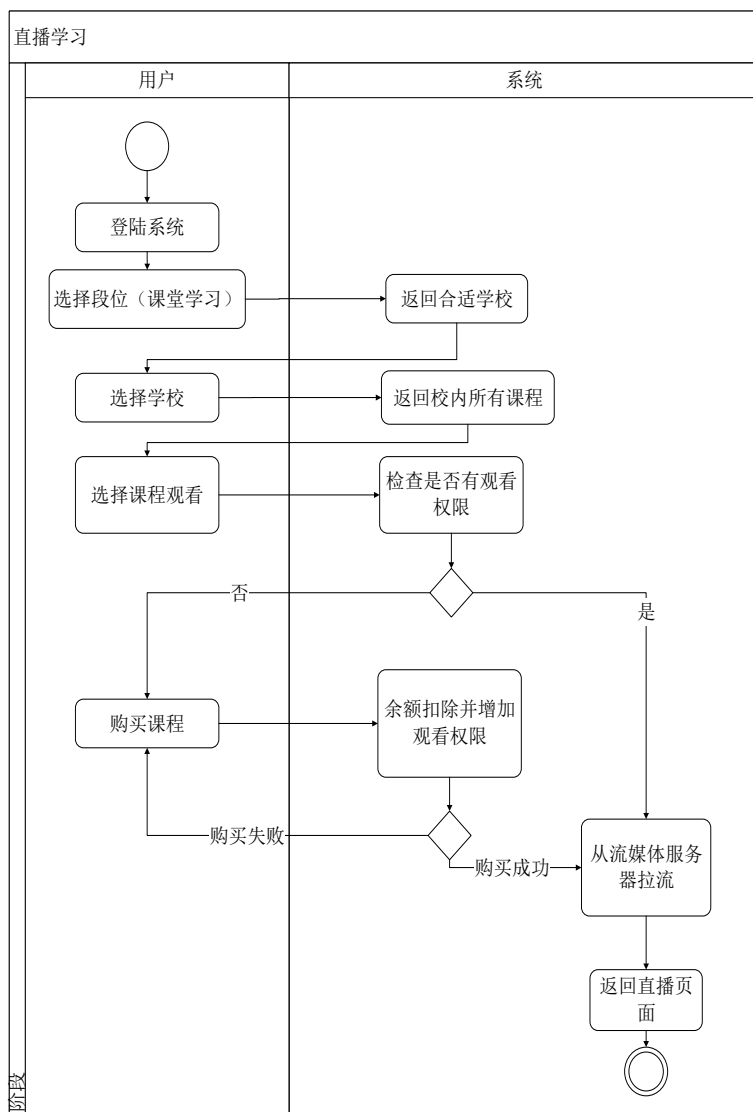 直播学习
用户
系统
登陆系统
选择段位（课堂学习）
返回合适学校
选择学校
返回校内所有课程
选择课程观看
检查是否有观看
权限
否
是
购买课程
余额扣除并增加
观看权限
购买失败
购买成功
从流媒体服务
器拉流
返回直播页
面
阶段